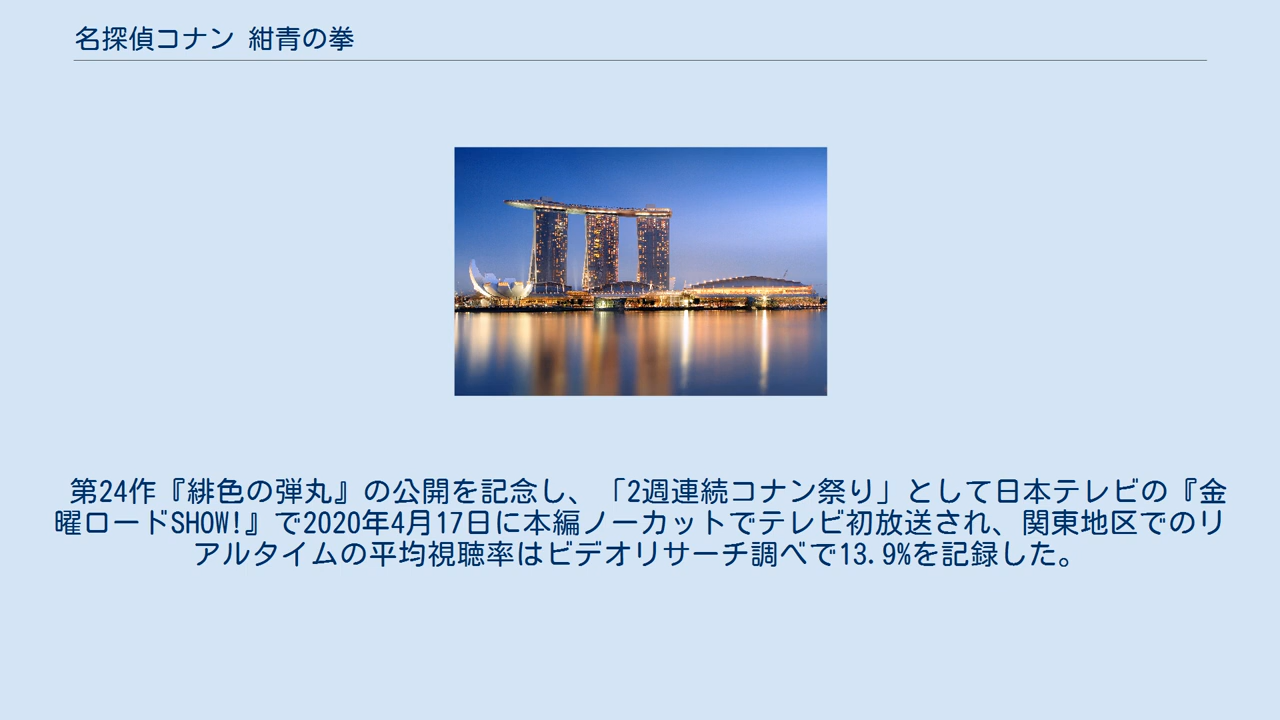 名探偵コナン 紺青の拳
第24作『緋色の弾丸』の公開を記念し、「2週連続コナン祭り」として日本テレビの『金
曜ロードSHOW!』で2020年4月17日に本編ノーカットでテレビ初放送され、関東地区でのリ
アルタイムの平均視聴率はビデオリサーチ調べで13.9%を記録した。